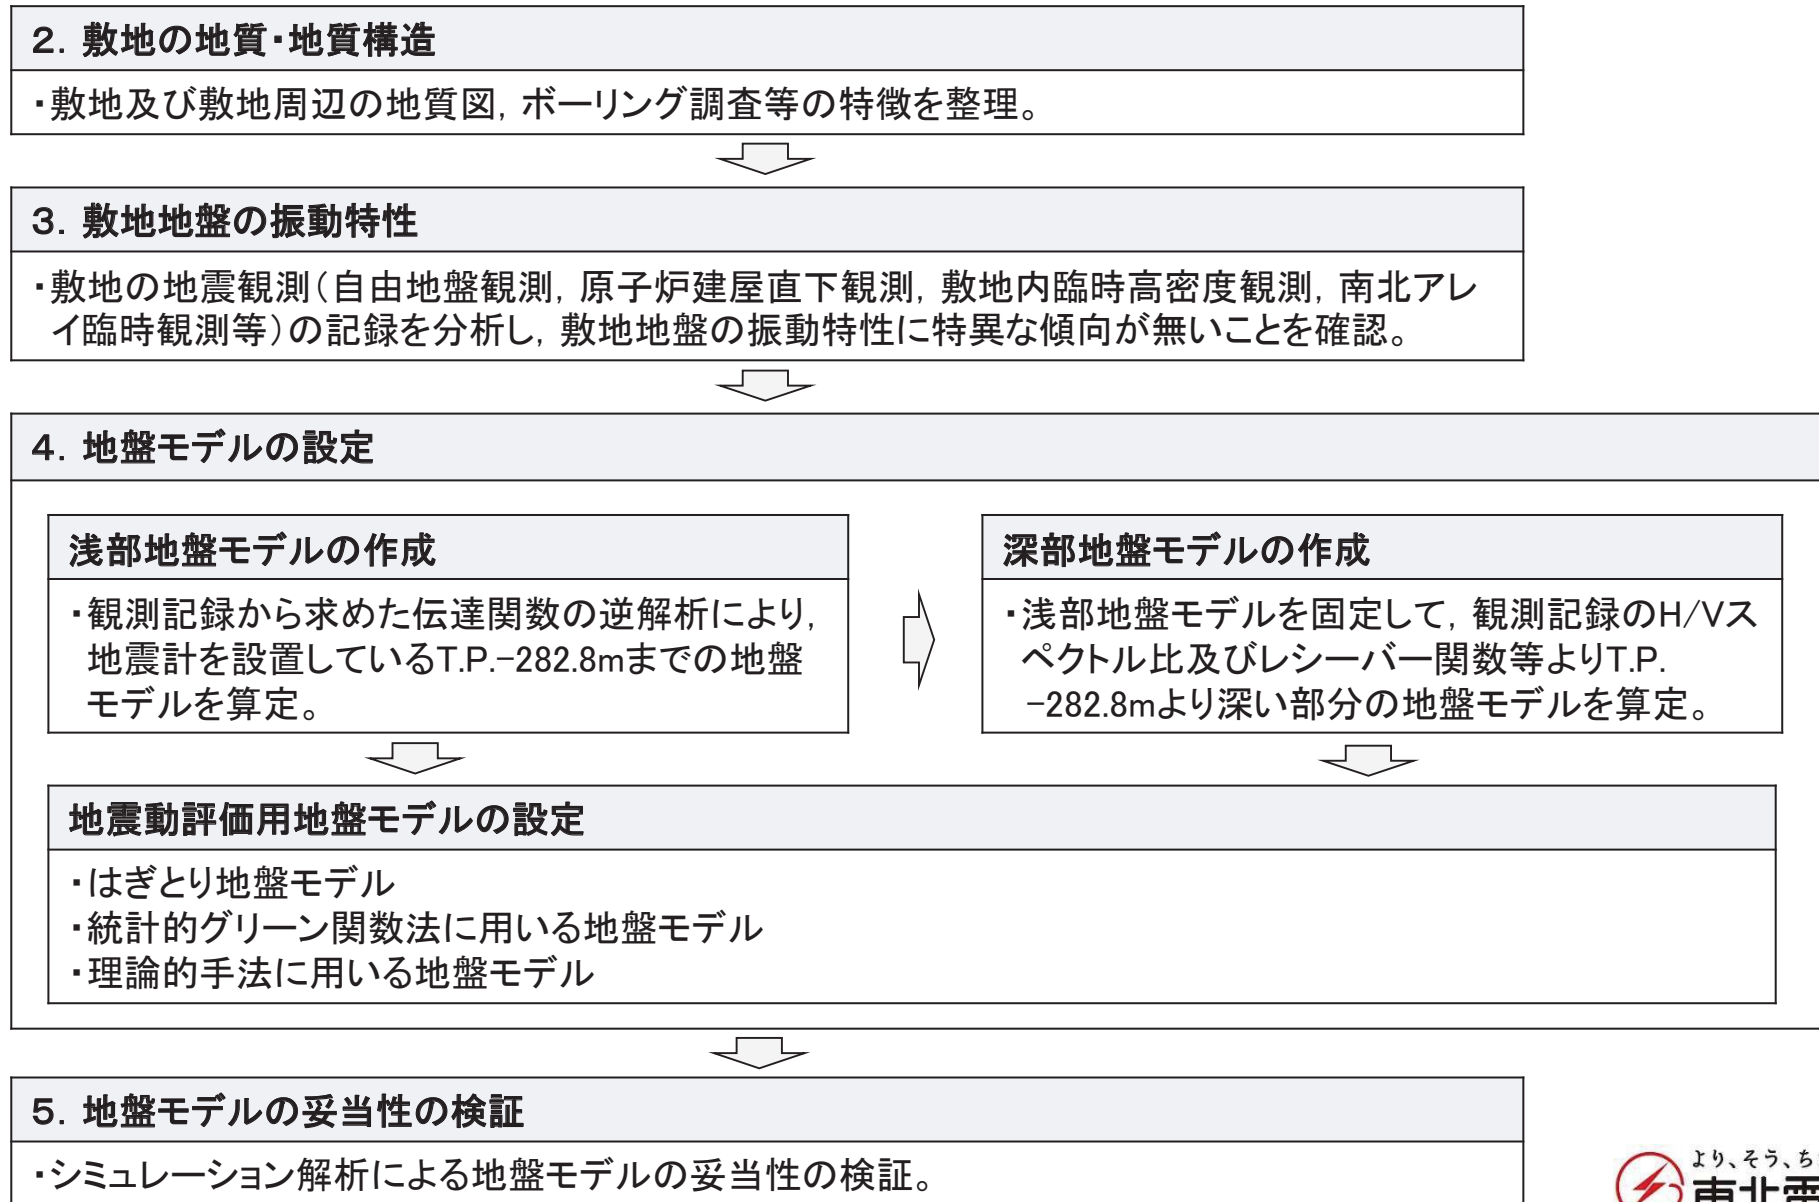 ２．敷地の地質・地質構造
・敷地及び敷地周辺の地質図，ボーリング調査等の特徴を整理。
３．敷地地盤の振動特性
・敷地の地震観測（自由地盤観測，原子炉建屋直下観測，敷地内臨時高密度観測，南北アレ
イ臨時観測等）の記録を分析し，敷地地盤の振動特性に特異な傾向が無いことを確認。
４．地盤モデルの設定
浅部地盤モデルの作成
・観測記録から求めた伝達関数の逆解析により，
地震計を設置しているT.P.-282.8mまでの地盤
モデルを算定。
深部地盤モデルの作成
・浅部地盤モデルを固定して，観測記録のH/Vス
ペクトル比及びレシーバー関数等よりT.P.
-282.8mより深い部分の地盤モデルを算定。
地震動評価用地盤モデルの設定
・はぎとり地盤モデル
・統計的グリーン関数法に用いる地盤モデル
・理論的手法に用いる地盤モデル
５．地盤モデルの妥当性の検証
・シミュレーション解析による地盤モデルの妥当性の検証。
より、そう、ち
東北電